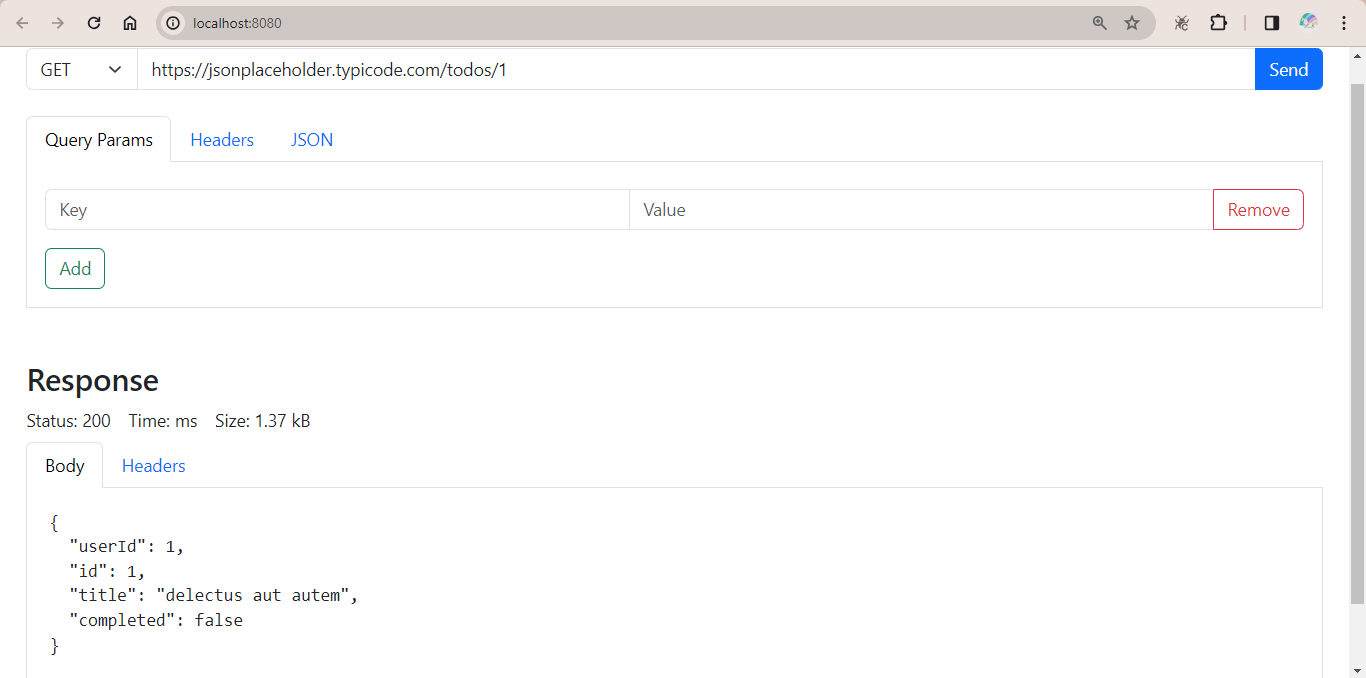 localhost:8080
GET https://jsonplaceholder.typicode.com/todos/1 Send
Query Params Headers JSON
Key Value Remove
Add
Response
Status: 200 Time: ms Size: 1.37 kB
Body Headers
{
"userId": 1,
"id": 1,
"title": "delectus aut autem",
"completed": false
}